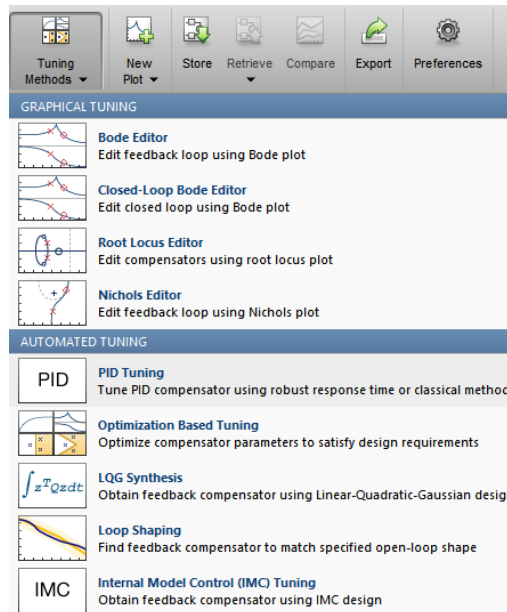 Tuning
Methods
New
Plot
Store
Retrieve
Compare
Export
Preferences
GRAPHICAL TUNING
Bode Editor
Edit feedback loop using Bode plot
Closed-Loop Bode Editor
Edit closed loop using Bode plot
Root Locus Editor
Edit compensators using root locus plot
Nichols Editor
Edit feedback loop using Nichols plot
AUTOMATED TUNING
PID
PID Tuning
Tune PID compensator using robust response time or classical method
Optimization Based Tuning
Optimize compensator parameters to satisfy design requirements
∫zᵀQzdt
LQG Synthesis
Obtain feedback compensator using Linear-Quadratic-Gaussian desig
Loop Shaping
Find feedback compensator to match specified open-loop shape
IMC
Internal Model Control (IMC) Tuning
Obtain feedback compensator using IMC design